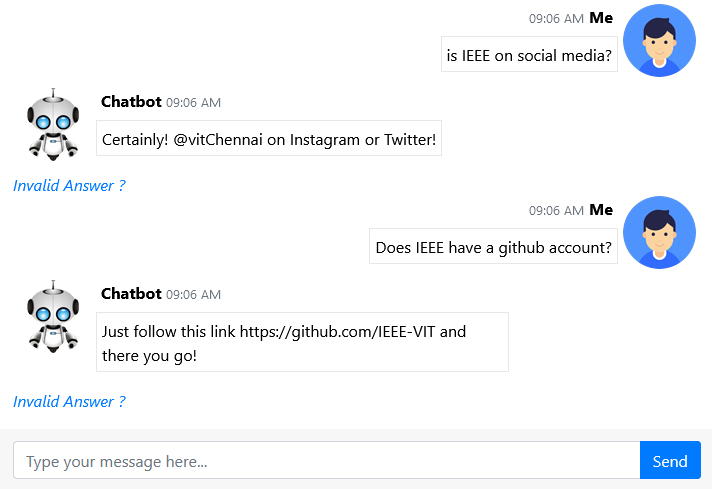 09:06 AM Me
is IEEE on social media?
Chatbot 09:06 AM
Certainly! @vitChennai on Instagram or Twitter!
Invalid Answer ?
09:06 AM Me
Does IEEE have a github account?
Chatbot 09:06 AM
Just follow this link https://github.com/IEEE-VIT and
there you go!
Invalid Answer ?
Type your message here... Send